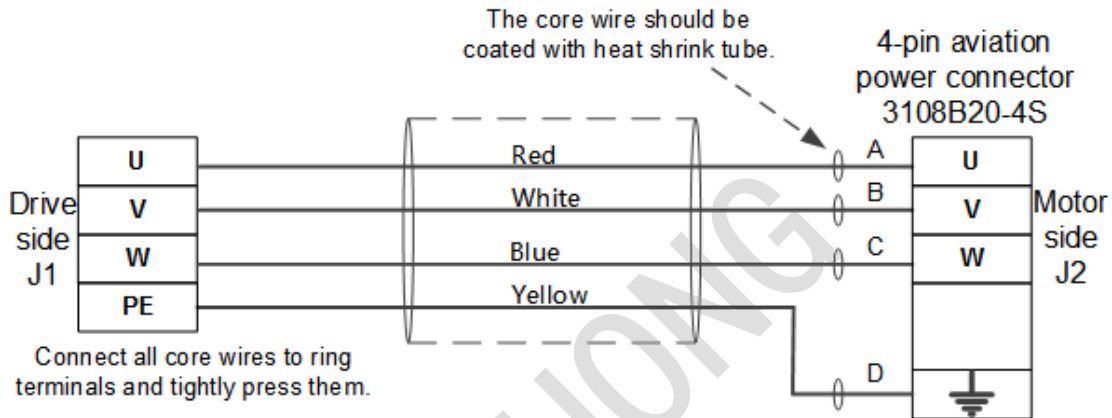 The core wire should be
coated with heat shrink tube.
4-pin aviation
power connector
3108B20-4S
Drive
side
J1
U
V
W
PE
Red
White
Blue
Yellow
A
B
C
D
U
V
W
Motor
side
J2
Connect all core wires to ring
terminals and tightly press them.